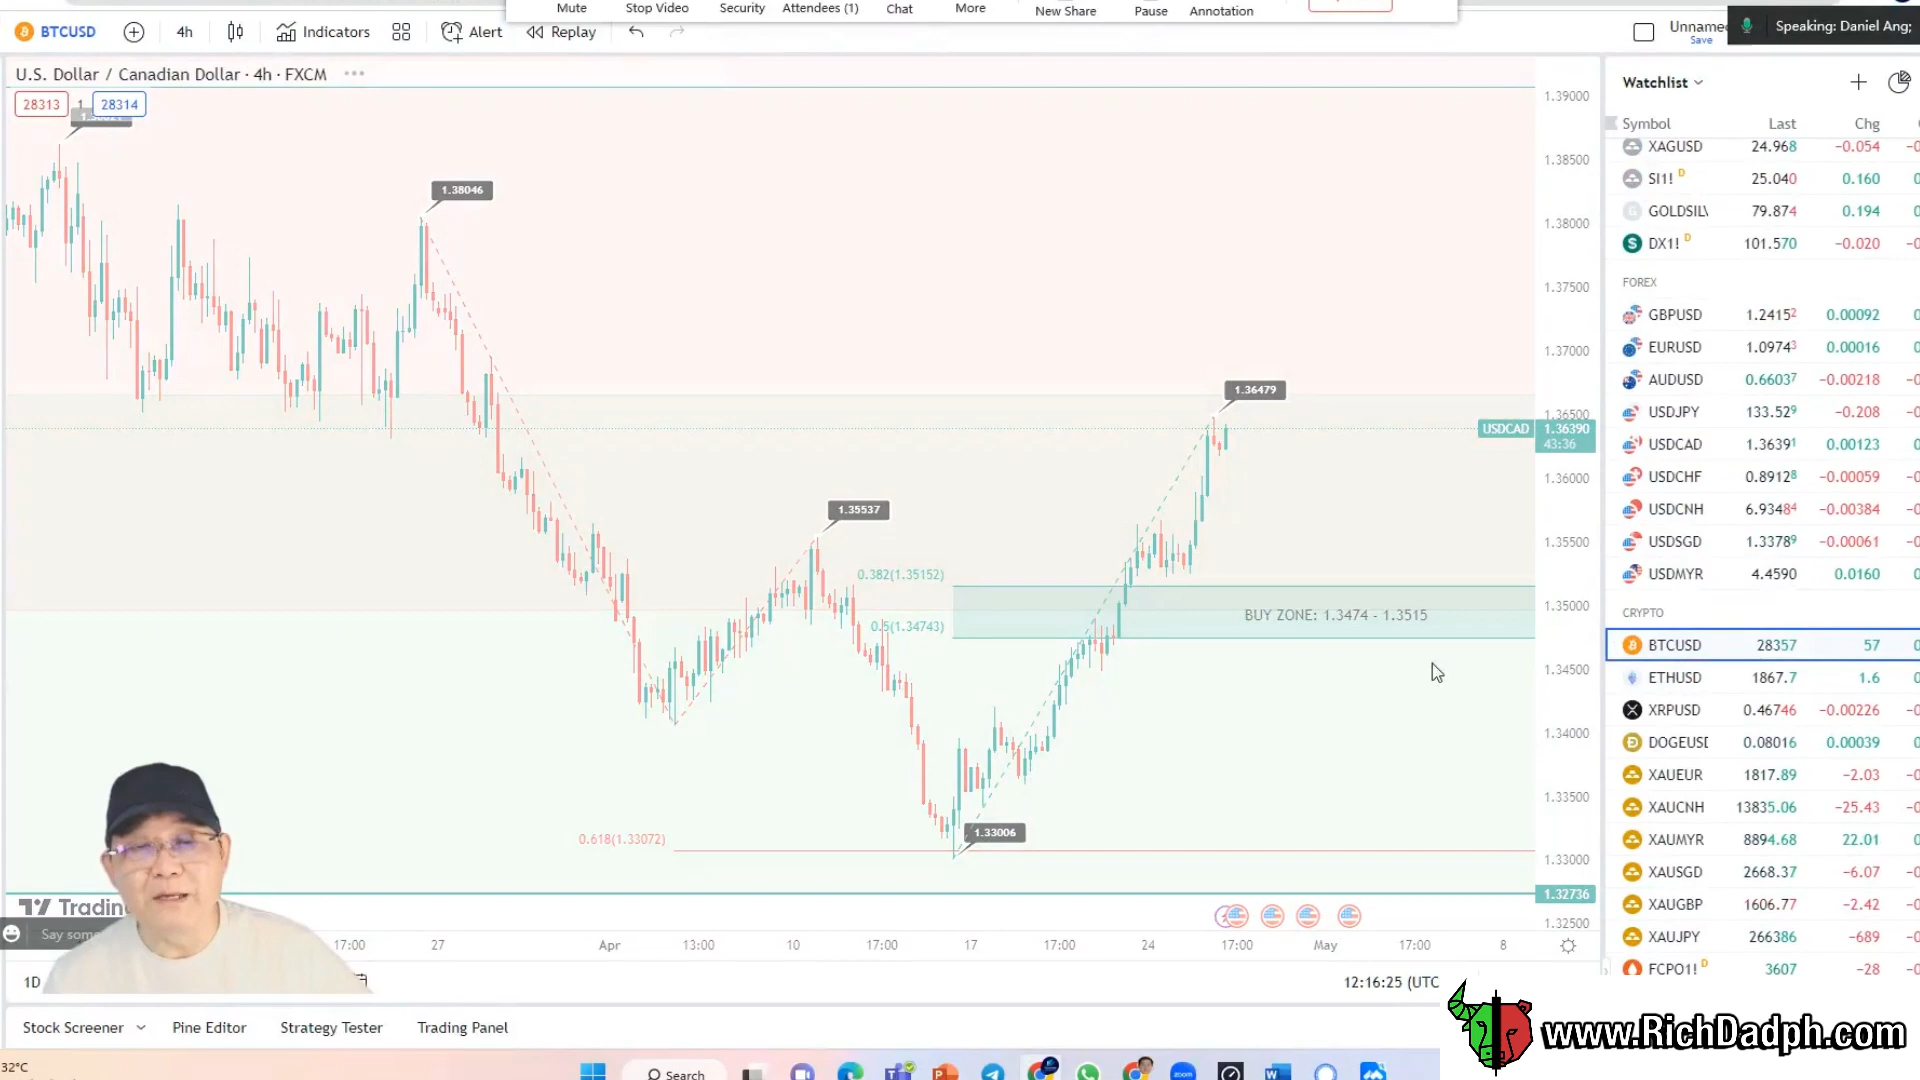 Mute
Stop Video
Security
Attendees (1)
Chat
More
New Share
Pause
Annotation
BTCUSD
4h
Indicators
Alert
Replay
Save
Speaking: Daniel Ang;
U.S. Dollar / Canadian Dollar · 4h · FXCM
28313
1
28314
1.38046
1.36479
1.35537
1.33006
0.382(1.35152)
0.5(1.34743)
BUY ZONE: 1.3474 - 1.3515
0.618(1.33072)
1.39000
1.38500
1.38000
1.37500
1.37000
1.36500
USDCAD
1.36390
43:36
1.36000
1.35500
1.35000
1.34500
1.34000
1.33500
1.33000
1.32736
1.32500
17:00
27
Apr
13:00
10
17:00
17
17:00
24
17:00
May
17:00
8
1D
12:16:25 (UTC
Watchlist
Symbol Last Chg
XAGUSD 24.968 −0.054
SI1! D 25.040 0.160
GOLDSIL 79.874 0.194
DX1! D 101.570 −0.020
FOREX
GBPUSD 1.24152 0.00092
EURUSD 1.09743 0.00016
AUDUSD 0.66037 −0.00218
USDJPY 133.529 −0.208
USDCAD 1.36391 0.00123
USDCHF 0.89128 −0.00059
USDCNH 6.93484 −0.00384
USDSGD 1.33789 −0.00061
USDMYR 4.4590 0.0160
CRYPTO
BTCUSD 28357 57
ETHUSD 1867.7 1.6
XRPUSD 0.46746 −0.00226
DOGEUSD 0.08016 0.00039
XAUEUR 1817.89 −2.03
XAUCNH 13835.06 −25.43
XAUMYR 8894.68 22.01
XAUSGD 2668.37 −6.07
XAUGBP 1606.77 −2.42
XAUJPY 266386 −689
FCPO1! D 3607 −28
Stock Screener
Pine Editor
Strategy Tester
Trading Panel
www.RichDadph.com
32°C
Search